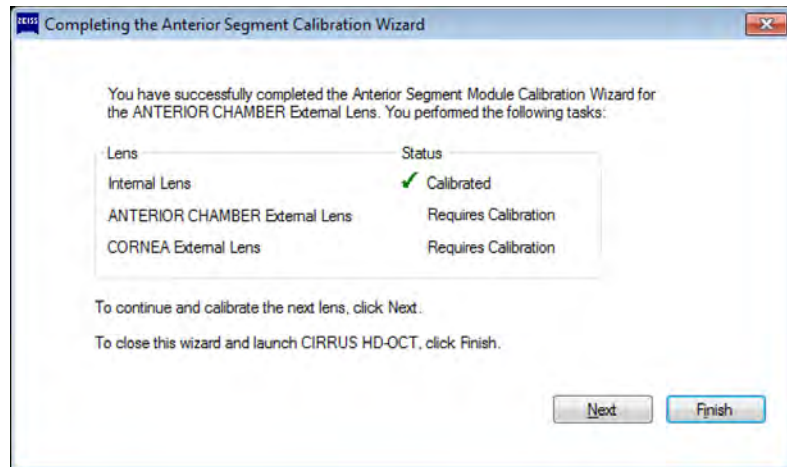 ZEISS Completing the Anterior Segment Calibration Wizard
You have successfully completed the Anterior Segment Module Calibration Wizard for
the ANTERIOR CHAMBER External Lens. You performed the following tasks:
Lens Status
Internal Lens ✓ Calibrated
ANTERIOR CHAMBER External Lens Requires Calibration
CORNEA External Lens Requires Calibration
To continue and calibrate the next lens, click Next.
To close this wizard and launch CIRRUS HD-OCT, click Finish.
Next Finish